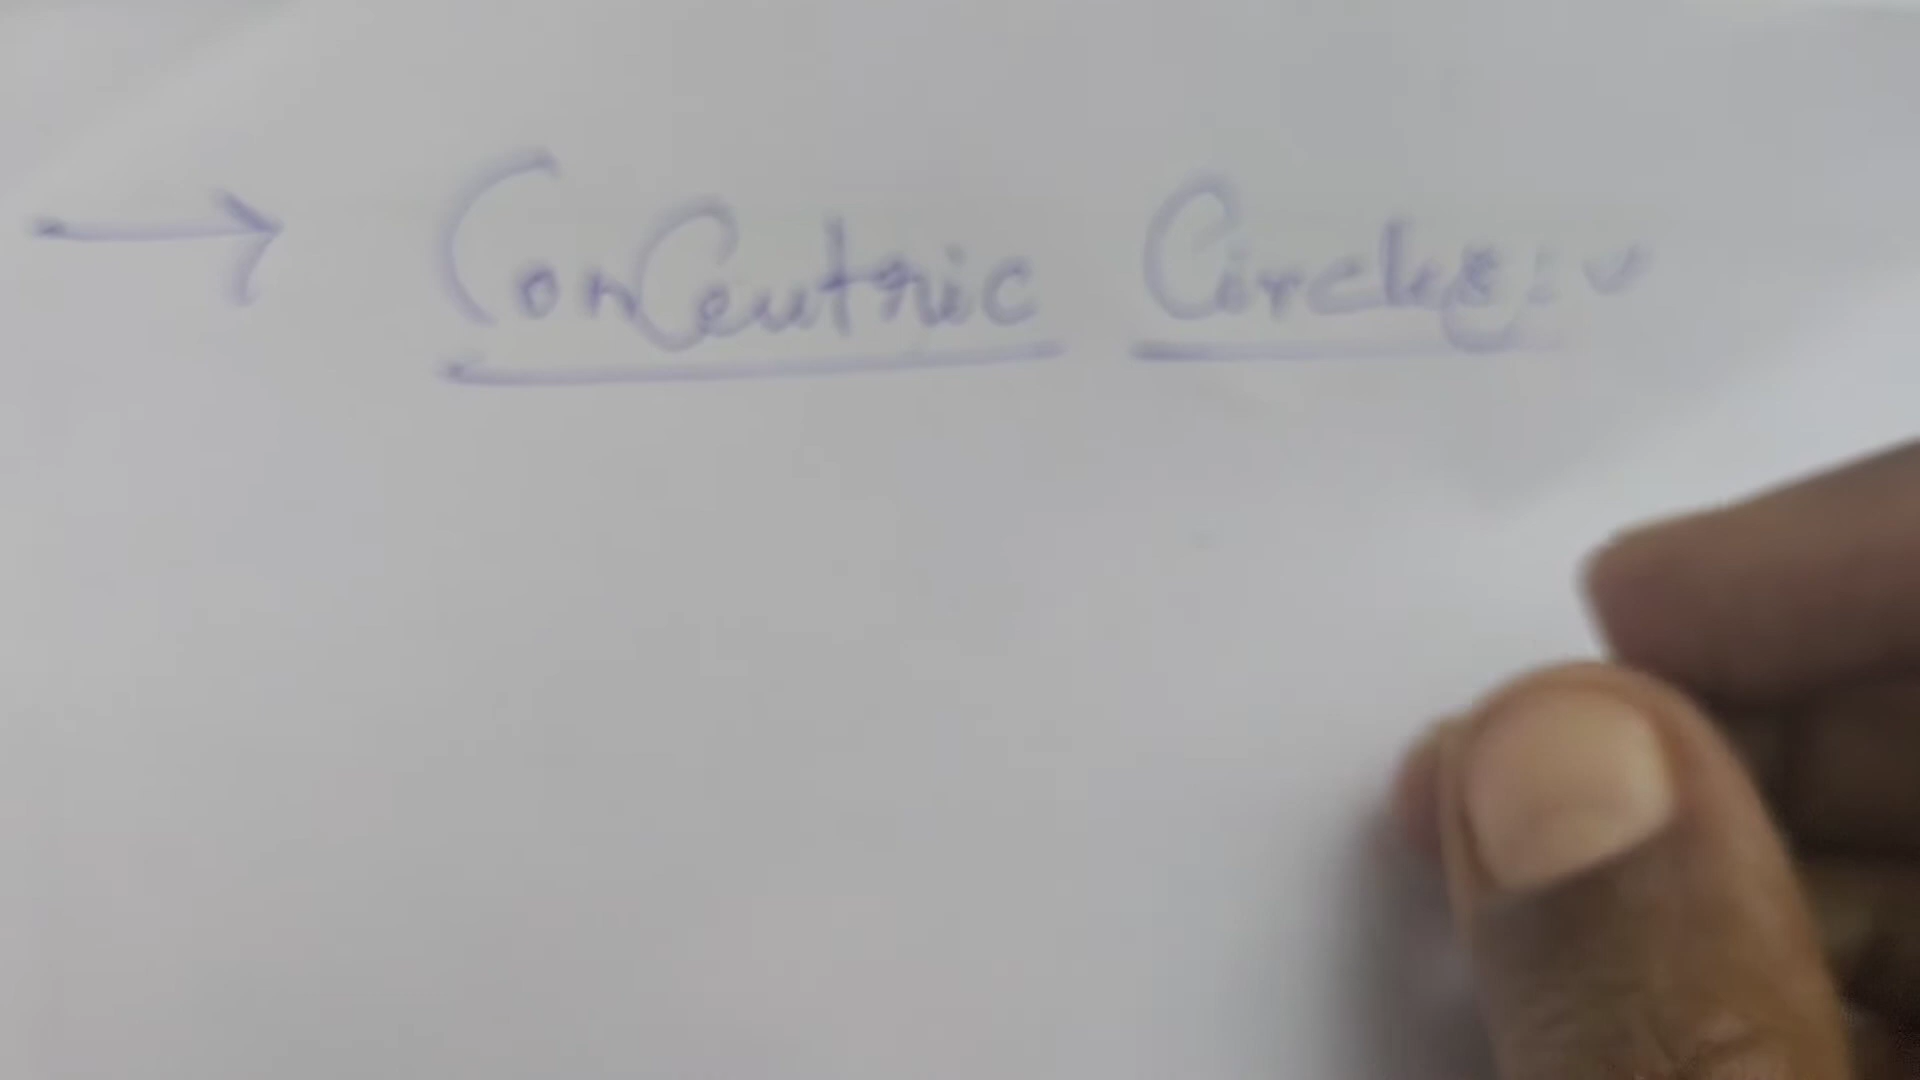 → Concentric Circles :-